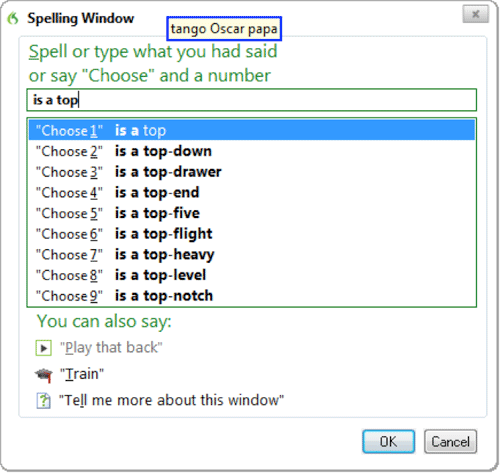 Spelling Window
tango Oscar papa
Spell or type what you had said
or say "Choose" and a number
is a top
"Choose 1" is a top
"Choose 2" is a top-down
"Choose 3" is a top-drawer
"Choose 4" is a top-end
"Choose 5" is a top-five
"Choose 6" is a top-flight
"Choose 7" is a top-heavy
"Choose 8" is a top-level
"Choose 9" is a top-notch
You can also say:
"Play that back"
"Train"
"Tell me more about this window"
OK Cancel